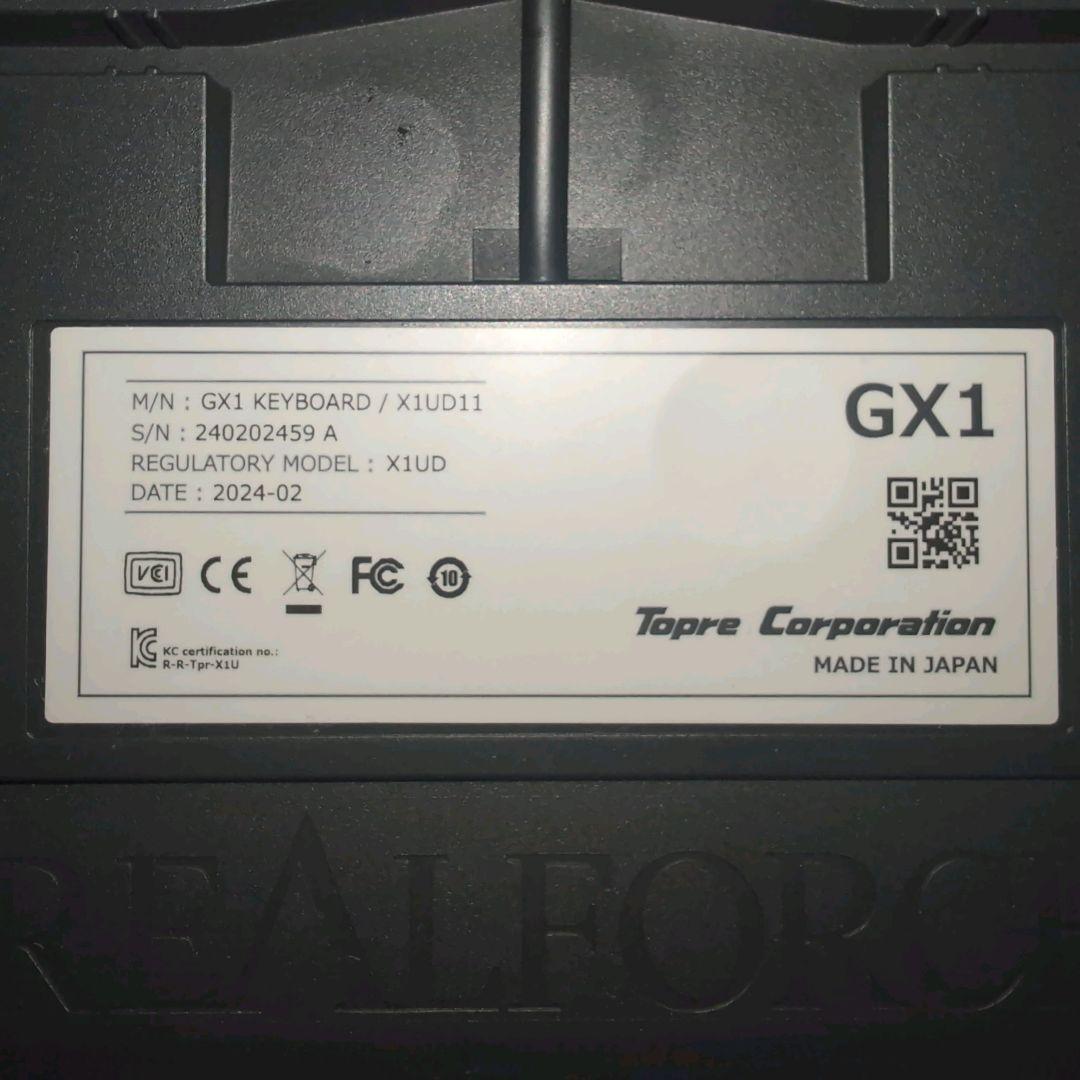 M/N : GX1 KEYBOARD / X1UD11
S/N : 240202459 A
REGULATORY MODEL : X1UD
DATE : 2024-02
GX1
VCI
CE
FC
10
KC certification no.:
R-R-Tpr-X1U
Topre Corporation
MADE IN JAPAN
REALFORC